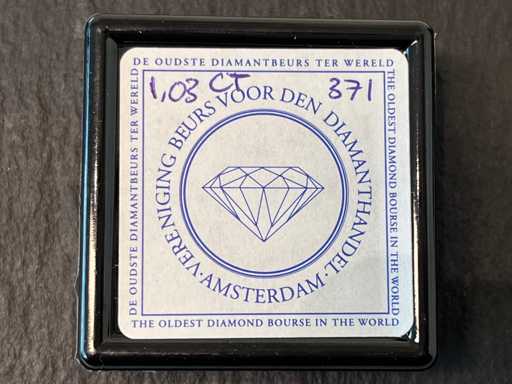 DE OUDSTE DIAMANTBEURS TER WERELD
1,03 CT 371
VERENIGING BEURS VOOR DEN DIAMANTHANDEL
·AMSTERDAM·
DE OUDSTE DIAMANTBEURS TER WERELD
THE OLDEST DIAMOND BOURSE IN THE WORLD
THE OLDEST DIAMOND BOURSE IN THE WORLD